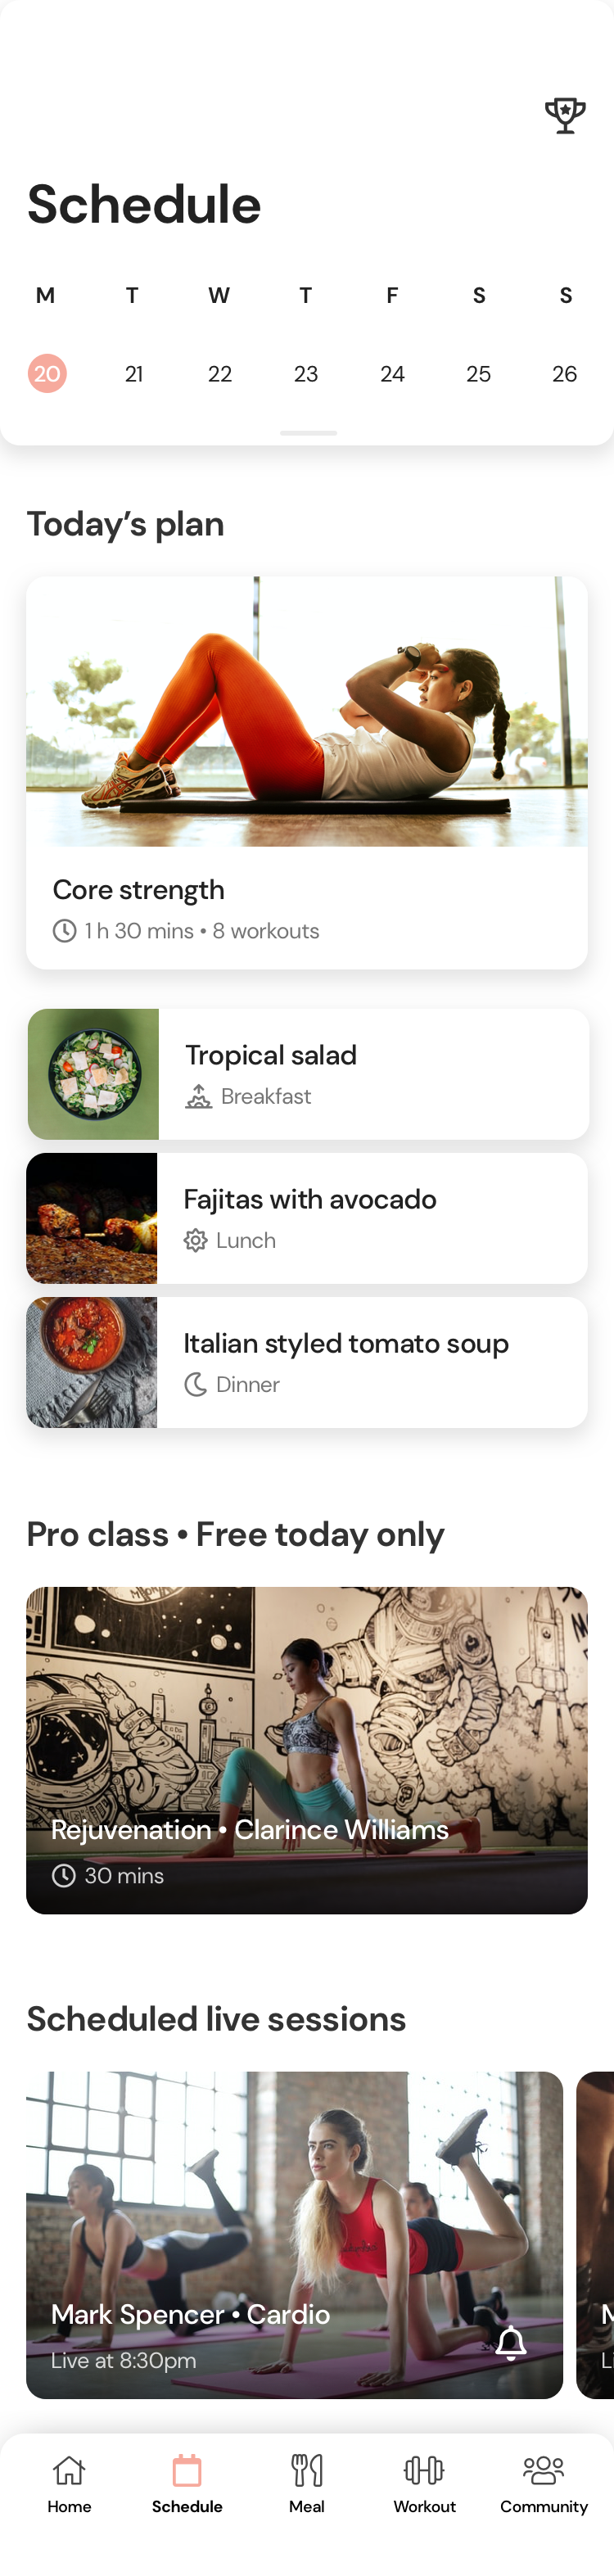 Schedule
M T W T F S S
20 21 22 23 24 25 26
Today’s plan
Core strength
1 h 30 mins • 8 workouts
Tropical salad
Breakfast
Fajitas with avocado
Lunch
Italian styled tomato soup
Dinner
Pro class • Free today only
Rejuvenation • Clarince Williams
30 mins
Scheduled live sessions
Mark Spencer • Cardio
Live at 8:30pm
Home Schedule Meal Workout Community